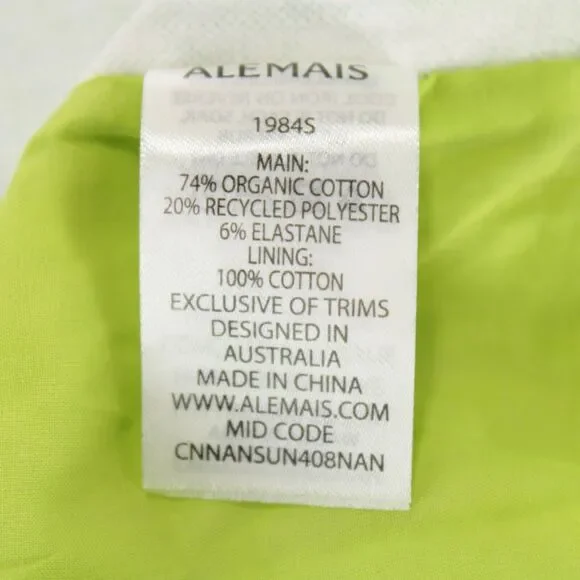 ALEMAIS
1984S
MAIN:
74% ORGANIC COTTON
20% RECYCLED POLYESTER
6% ELASTANE
LINING:
100% COTTON
EXCLUSIVE OF TRIMS
DESIGNED IN
AUSTRALIA
MADE IN CHINA
WWW.ALEMAIS.COM
MID CODE
CNNANSUN408NAN